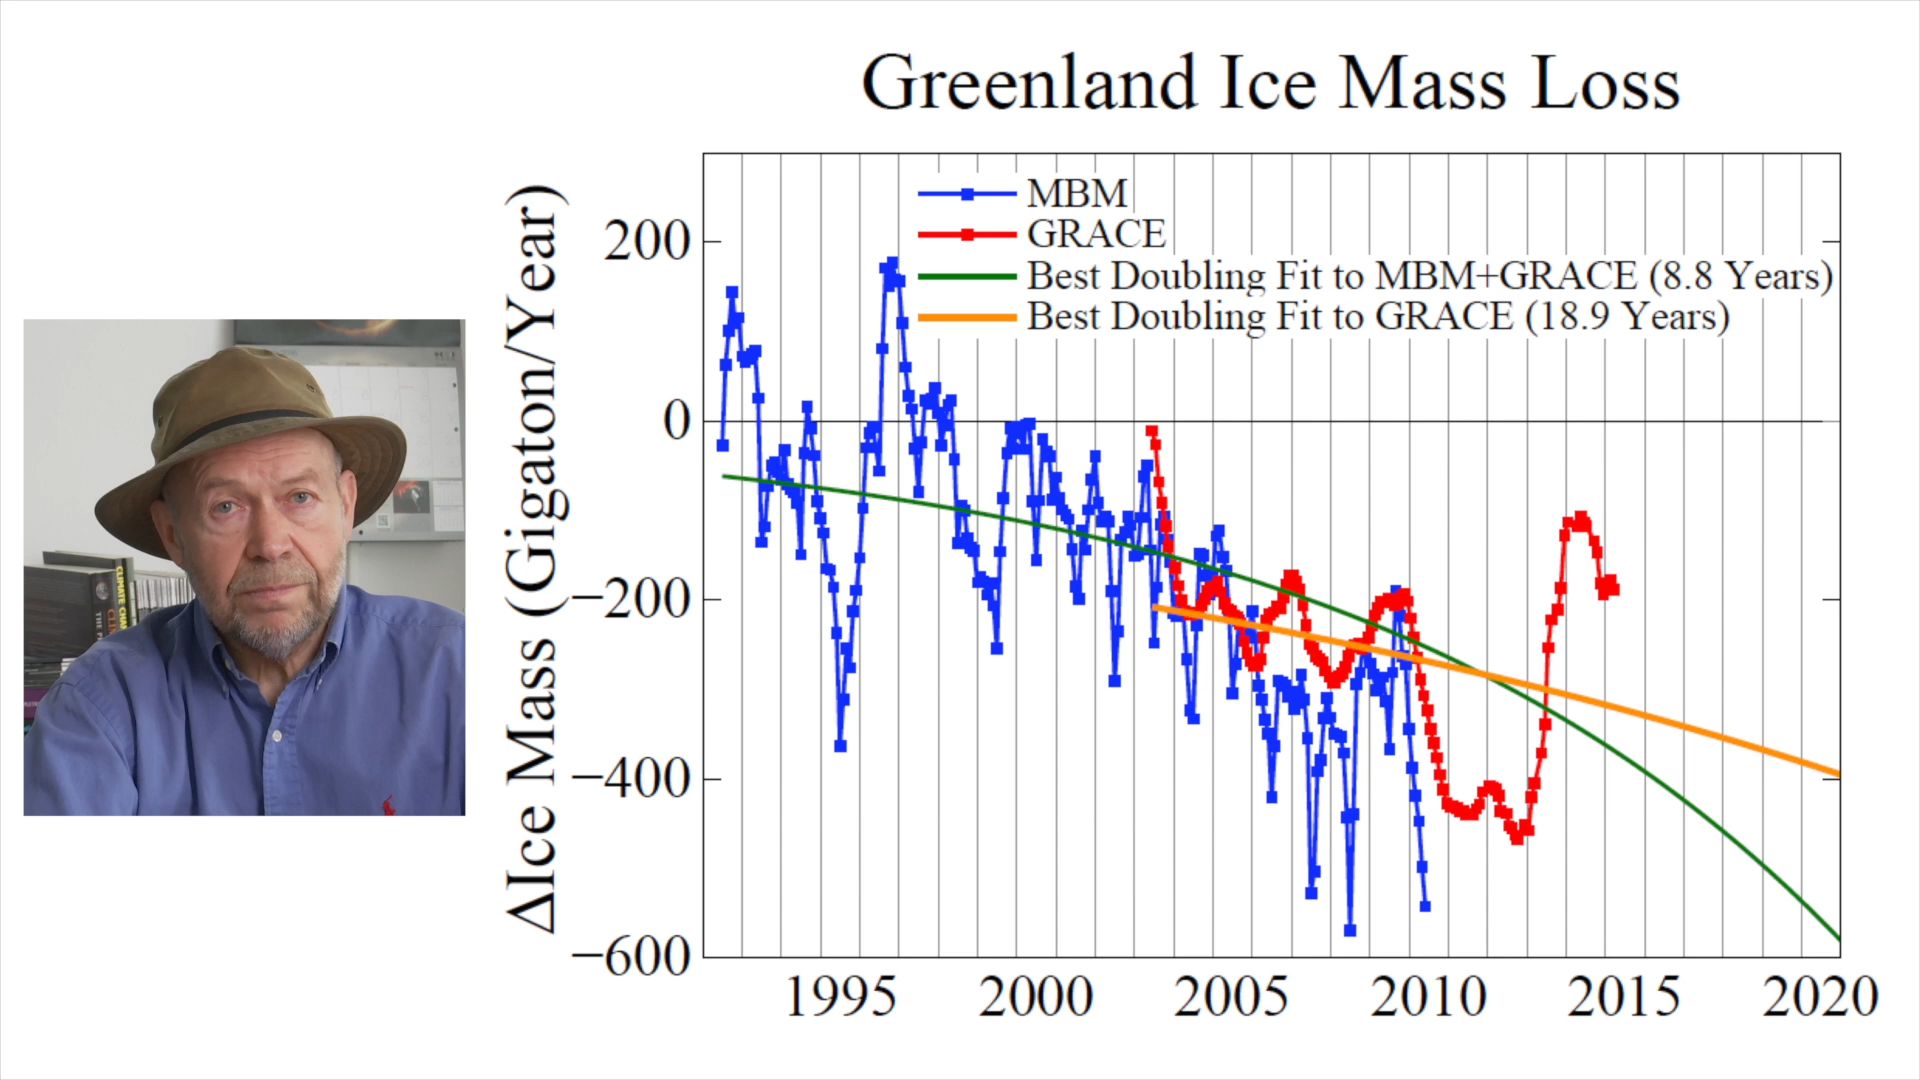 Greenland Ice Mass Loss
ΔIce Mass (Gigaton/Year)
MBM
GRACE
Best Doubling Fit to MBM+GRACE (8.8 Years)
Best Doubling Fit to GRACE (18.9 Years)
200
0
−200
−400
−600
1995 2000 2005 2010 2015 2020
CLIMATE